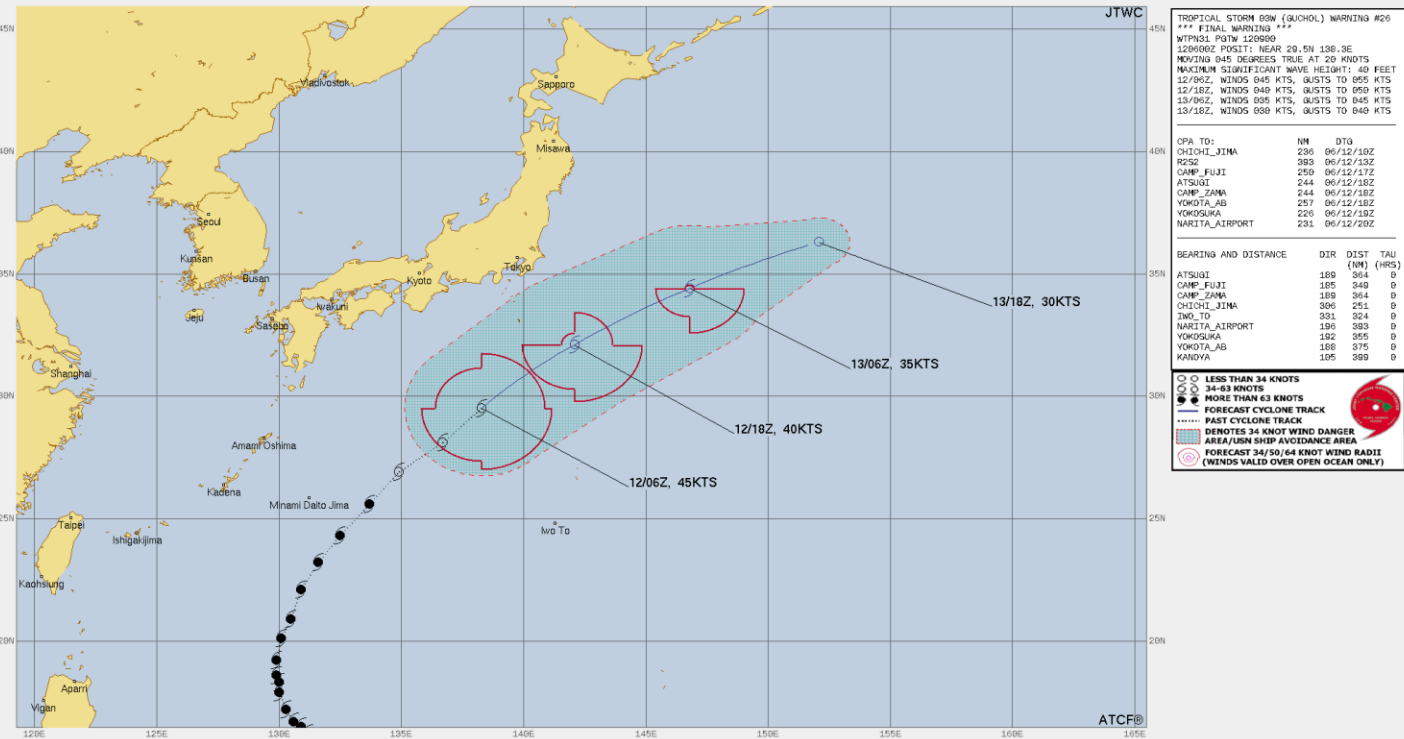 JTWC
45N
45N
40N
40N
35N
35N
30N
30N
25N
25N
20N
20N
120E
125E
130E
135E
140E
145E
150E
155E
160E
165E
Vladivostok
Sapporo
Misawa
Seoul
Kunsan
Busan
Tokyo
Kyoto
Iwakuni
Jeju
Sasebo
Shanghai
Amami Oshima
Kadena
Minami Daito Jima
Iwo To
Taipei
Ishigakijima
Kaohsiung
Aparri
Vigan
13/18Z, 30KTS
13/06Z, 35KTS
12/18Z, 40KTS
12/06Z, 45KTS
ATCF®
TROPICAL STORM 03W (GUCHOL) WARNING #26
*** FINAL WARNING ***
WTPN31 PGTW 120900
120600Z POSIT: NEAR 29.5N 138.3E
MOVING 045 DEGREES TRUE AT 20 KNOTS
MAXIMUM SIGNIFICANT WAVE HEIGHT: 40 FEET
12/06Z, WINDS 045 KTS, GUSTS TO 055 KTS
12/18Z, WINDS 040 KTS, GUSTS TO 050 KTS
13/06Z, WINDS 035 KTS, GUSTS TO 045 KTS
13/18Z, WINDS 030 KTS, GUSTS TO 040 KTS
CPA TO: NM DTG
CHICHI_JIMA 236 06/12/10Z
R2S2 393 06/12/13Z
CAMP_FUJI 250 06/12/17Z
ATSUGI 244 06/12/18Z
CAMP_ZAMA 244 06/12/18Z
YOKOTA_AB 257 06/12/18Z
YOKOSUKA 226 06/12/19Z
NARITA_AIRPORT 231 06/12/20Z
BEARING AND DISTANCE DIR DIST TAU
(NM) (HRS)
ATSUGI 189 364 0
CAMP_FUJI 185 349 0
CAMP_ZAMA 189 364 0
CHICHI_JIMA 306 251 0
IWO_TO 331 324 0
NARITA_AIRPORT 196 393 0
YOKOSUKA 192 355 0
YOKOTA_AB 188 375 0
KANOYA 105 399 0
LESS THAN 34 KNOTS
34-63 KNOTS
MORE THAN 63 KNOTS
FORECAST CYCLONE TRACK
PAST CYCLONE TRACK
DENOTES 34 KNOT WIND DANGER
AREA/USN SHIP AVOIDANCE AREA
FORECAST 34/50/64 KNOT WIND RADII
(WINDS VALID OVER OPEN OCEAN ONLY)